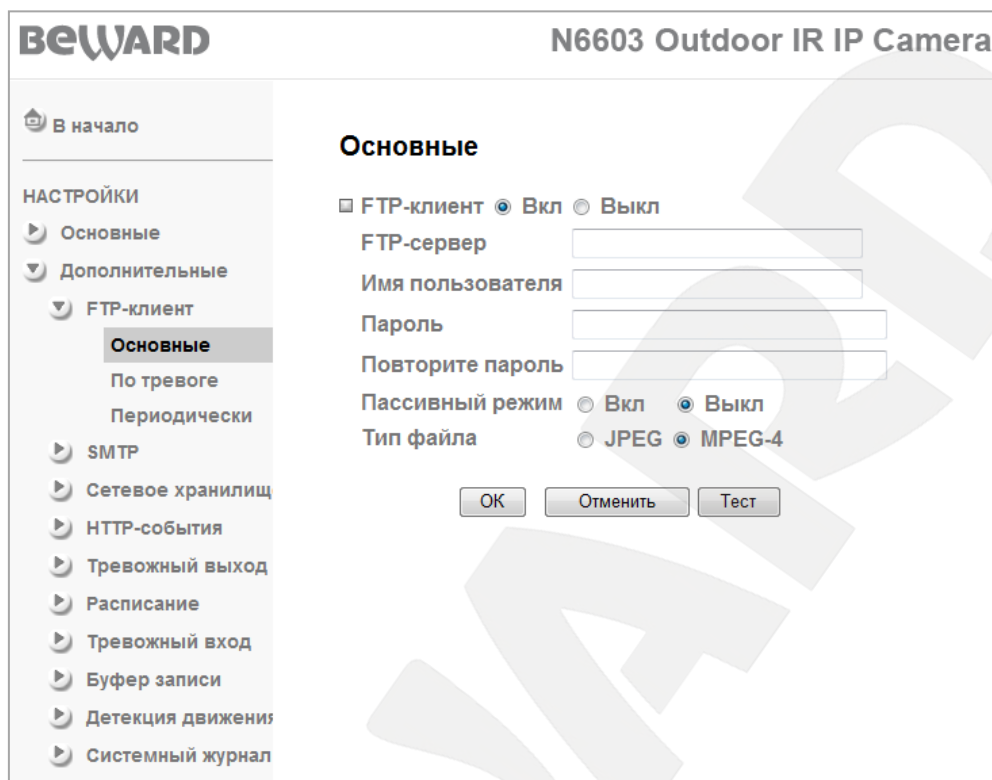 BEWARD
N6603 Outdoor IR IP Camera
В начало
НАСТРОЙКИ
Основные
Дополнительные
FTP-клиент
Основные
По тревоге
Периодически
SMTP
Сетевое хранилищ
HTTP-события
Тревожный выход
Расписание
Тревожный вход
Буфер записи
Детекция движения
Системный журнал
Основные
FTP-клиент Вкл Выкл
FTP-сервер
Имя пользователя
Пароль
Повторите пароль
Пассивный режим Вкл Выкл
Тип файла JPEG MPEG-4
OK Отменить Тест